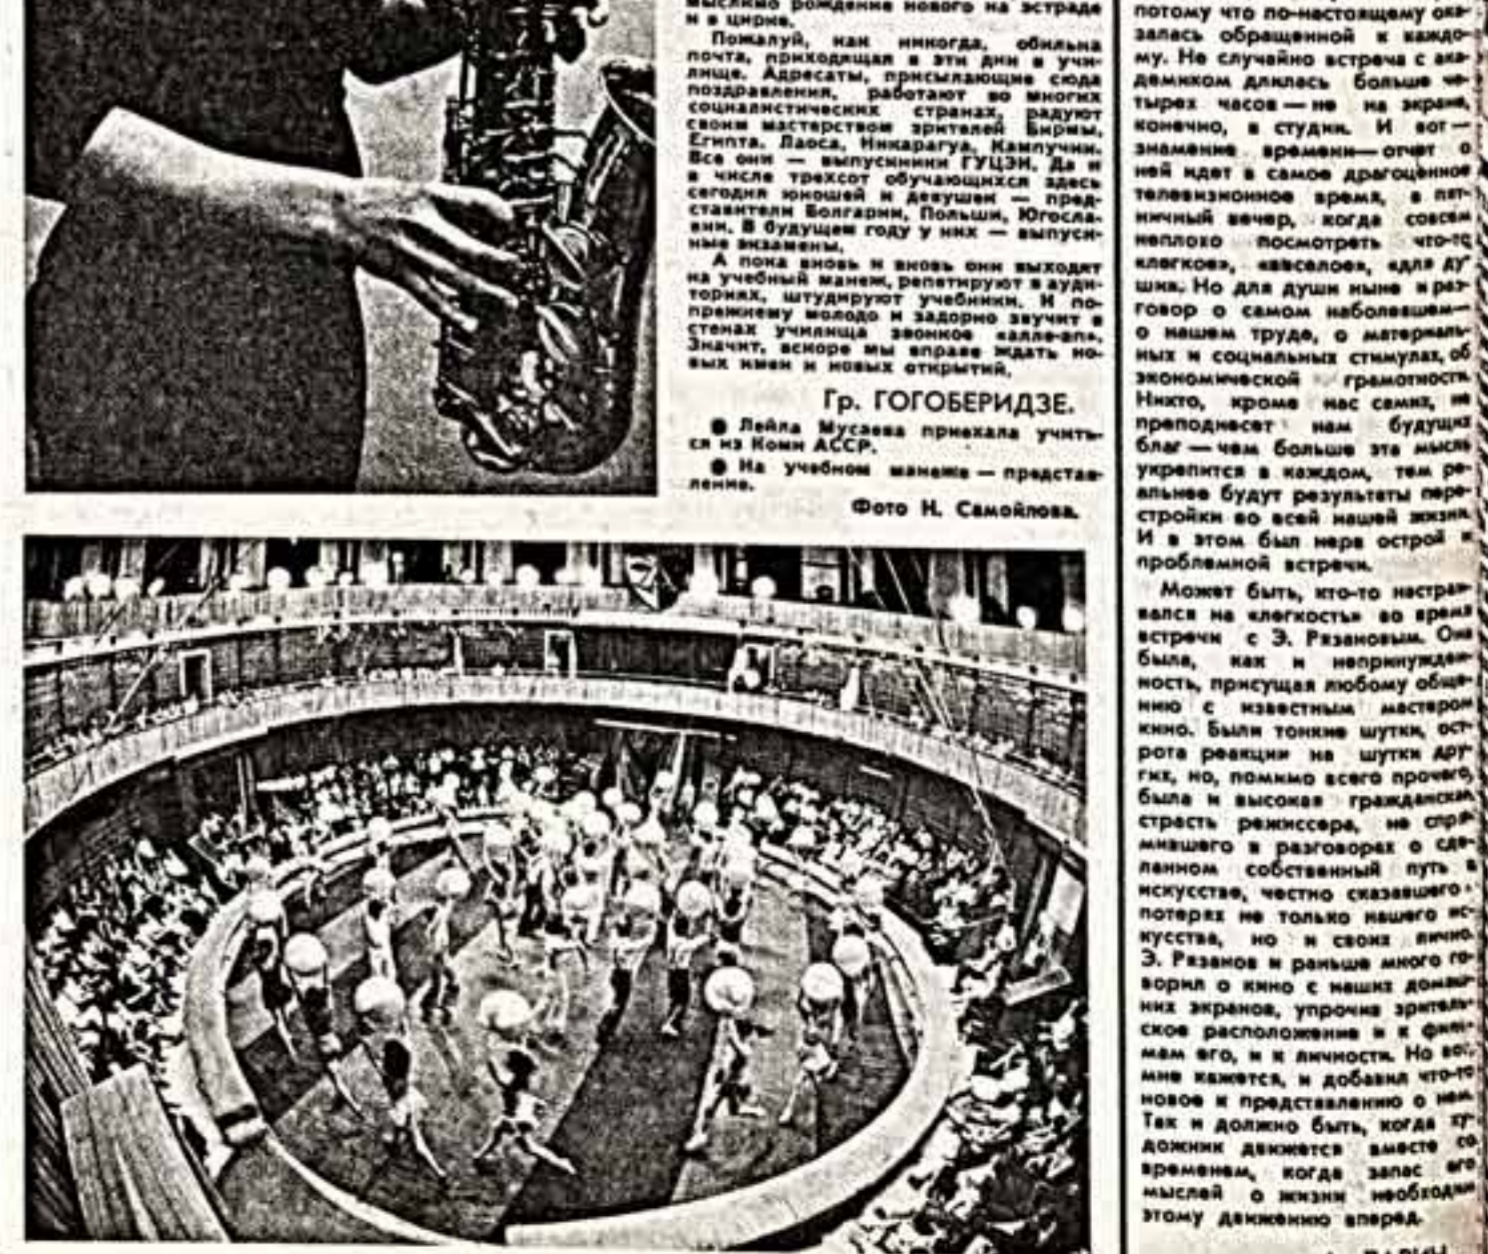 мыслимо рождение нового на эстраде
и в цирке.
Пожалуй, как никогда, обильна
почта, приходящая в эти дни в учи-
лище. Адресаты, присылающие сюда
поздравления, работают во многих
социалистических странах, радуют
своим мастерством зрителей Бирмы,
Египта, Лаоса, Никарагуа, Кампучии.
Все они — выпускники ГУЦЭИ. Да и
в числе трехсот обучающихся здесь
сегодня юношей и девушек — пред-
ставители Болгарии, Польши, Югосла-
вии. В будущем году у них — выпуск-
ные экзамены.
А пока вновь и вновь они выходят
на учебный манеж, репетируют в ауди-
ториях, штудируют учебники. И по-
прежнему молодо и задорно звучит в
стенах училища звонкое «алле-ап».
Значит, вскоре мы вправе ждать но-
вых имен и новых открытий.
Гр. ГОГОБЕРИДЗЕ.
● Лейла Мусаева приехала учить-
ся из Коми АССР.
● На учебном манеже — представ-
ление.
Фото Н. Самойлова.
потому что по-настоящему ока-
залась обращенной к каждо-
му. Не случайно встреча с ака-
демиком длилась больше че-
тырех часов — не на экране,
конечно, в студии. И вот —
знамение времени — отчет о
ней идет в самое драгоценное
телевизионное время, в пят-
ничный вечер, когда совсем
неплохо посмотреть что-то
«легкое», «веселое», «для ду
ши». Но для души ныне и раз-
говор о самом наболевшем —
о нашем труде, о материаль-
ных и социальных стимулах, об
экономической грамотности.
Никто, кроме нас самих, не
преподнесет нам будущих
благ — чем больше эта мысль
укрепится в каждом, тем ре-
альнее будут результаты пере-
стройки во всей нашей жизни.
И в этом был нерв острой и
проблемной встречи.
Может быть, кто-то настраи-
вался на «легкость» во время
встречи с Э. Рязановым. Она
была, как и непринужден-
ность, присущая любому обще-
нию с известным мастером
кино. Были тонкие шутки, ост-
рота реакции на шутки дру-
гих, но, помимо всего прочего,
была и высокая гражданская
страсть режиссера, не спря-
мившего в разговорах о сде-
ланном собственный путь в
искусстве, честно сказавшего о
потерях не только нашего ис-
кусства, но и своих лично.
Э. Рязанов и раньше много го-
ворил о кино с наших домаш-
них экранов, упрочив зритель-
ское расположение и к филь-
мам его, и к личности. Но вот,
мне кажется, и добавил что-то
новое к представлению о нем.
Так и должно быть, когда ху-
дожник движется вместе со
временем, когда запас его
мыслей о жизни необходим
этому движению вперед.